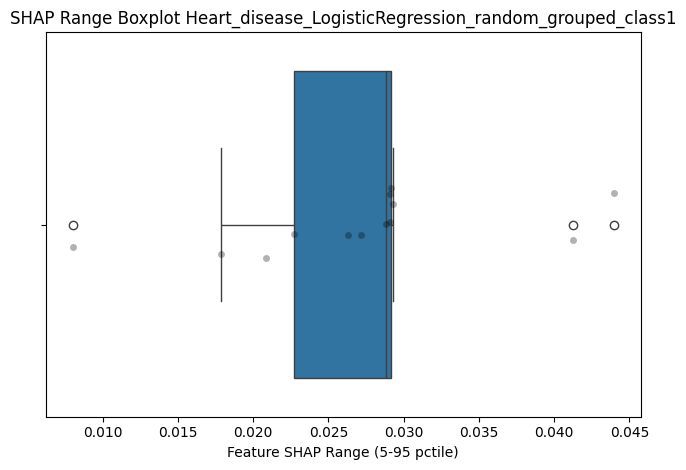 SHAP Range Boxplot Heart_disease_LogisticRegression_random_grouped_class1
0.010 0.015 0.020 0.025 0.030 0.035 0.040 0.045
Feature SHAP Range (5-95 pctile)